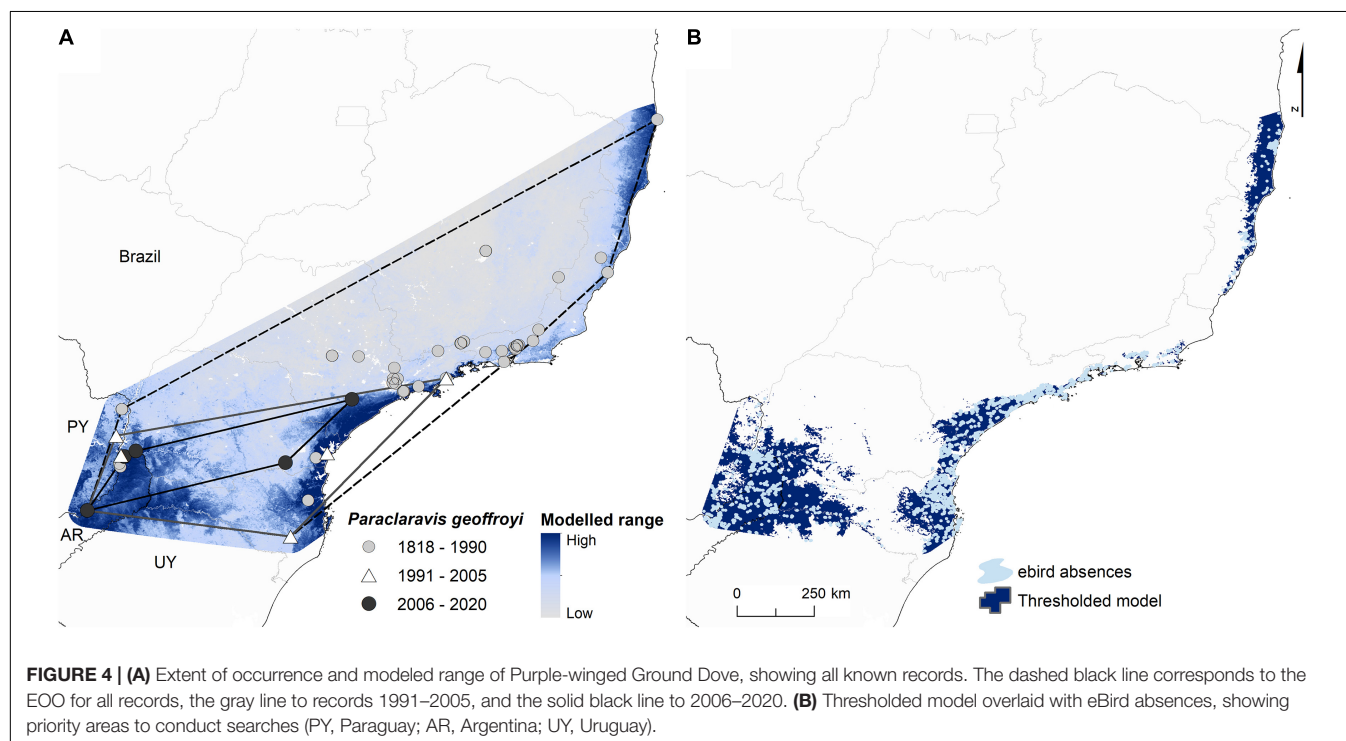 A
B
N
Brazil
PY
AR
UY
Paraclaravis geoffroyi
1818 - 1990
1991 - 2005
2006 - 2020
Modelled range
High
Low
0 250 km
ebird absences
Thresholded model
FIGURE 4 | (A) Extent of occurrence and modeled range of Purple-winged Ground Dove, showing all known records. The dashed black line corresponds to the
EOO for all records, the gray line to records 1991–2005, and the solid black line to 2006–2020. (B) Thresholded model overlaid with eBird absences, showing
priority areas to conduct searches (PY, Paraguay; AR, Argentina; UY, Uruguay).